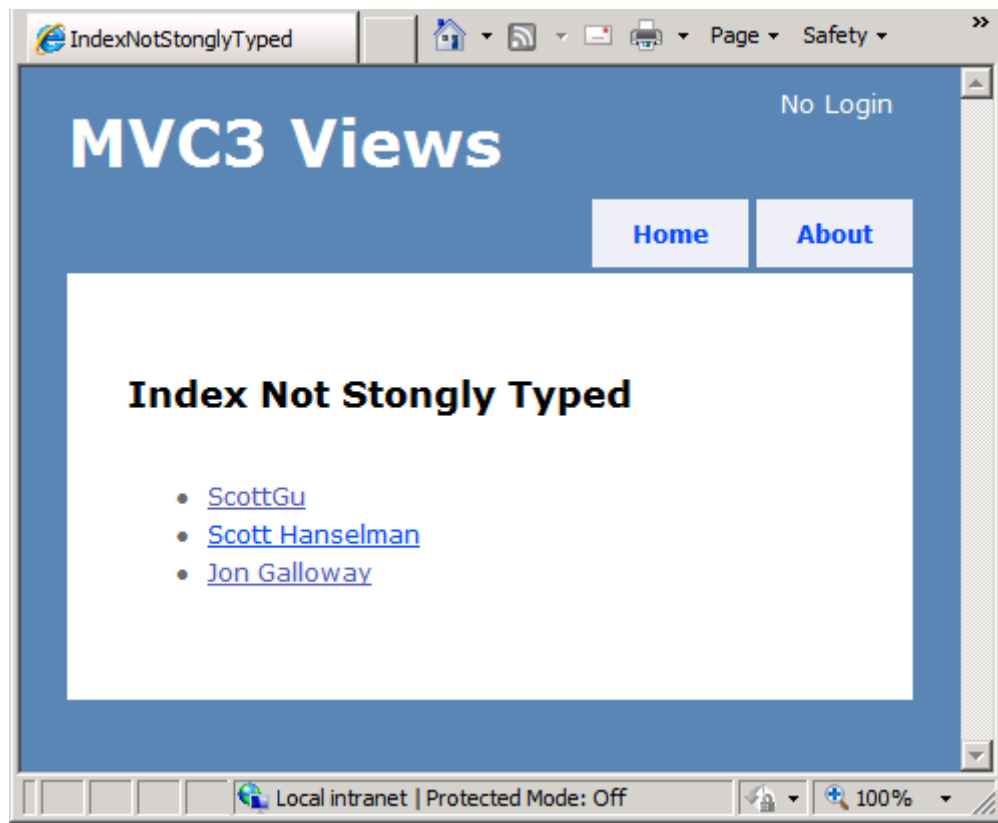 IndexNotStonglyTyped
Page Safety »
No Login
MVC3 Views
Home About
Index Not Stongly Typed
• ScottGu
• Scott Hanselman
• Jon Galloway
Local intranet | Protected Mode: Off 100%